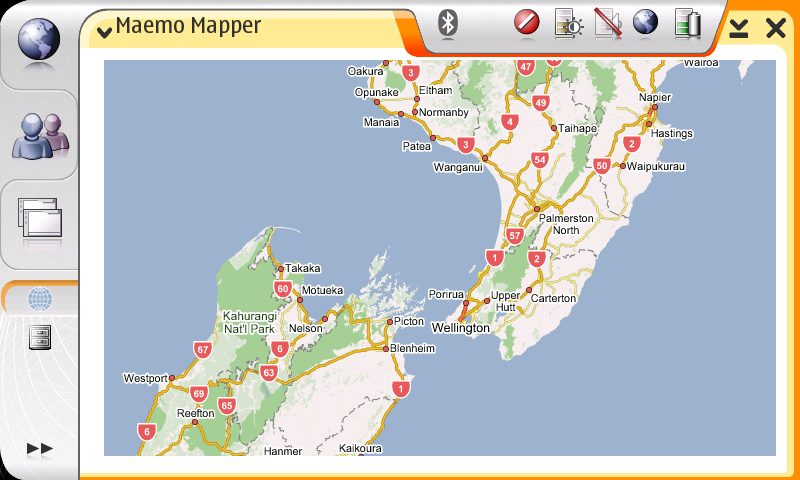 Maemo Mapper
Wairoa
Oakura
3
47
Opunake
Eltham
Napier
49
Normanby
Manaia
4
Taihape
Hastings
Patea
3
2
54
Wanganui
50
Waipukurau
Palmerston
North
57
1
2
Takaka
60
Motueka
Porirua
Upper
Hutt
Carterton
Kahurangi
Nat'l Park
Nelson
Picton
Wellington
67
6
Blenheim
63
Westport
69
1
65
Reefton
6
Hanmer
Kaikoura